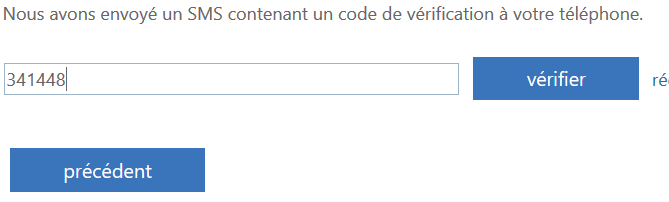 Nous avons envoyé un SMS contenant un code de vérification à votre téléphone.
341448 vérifier
précédent